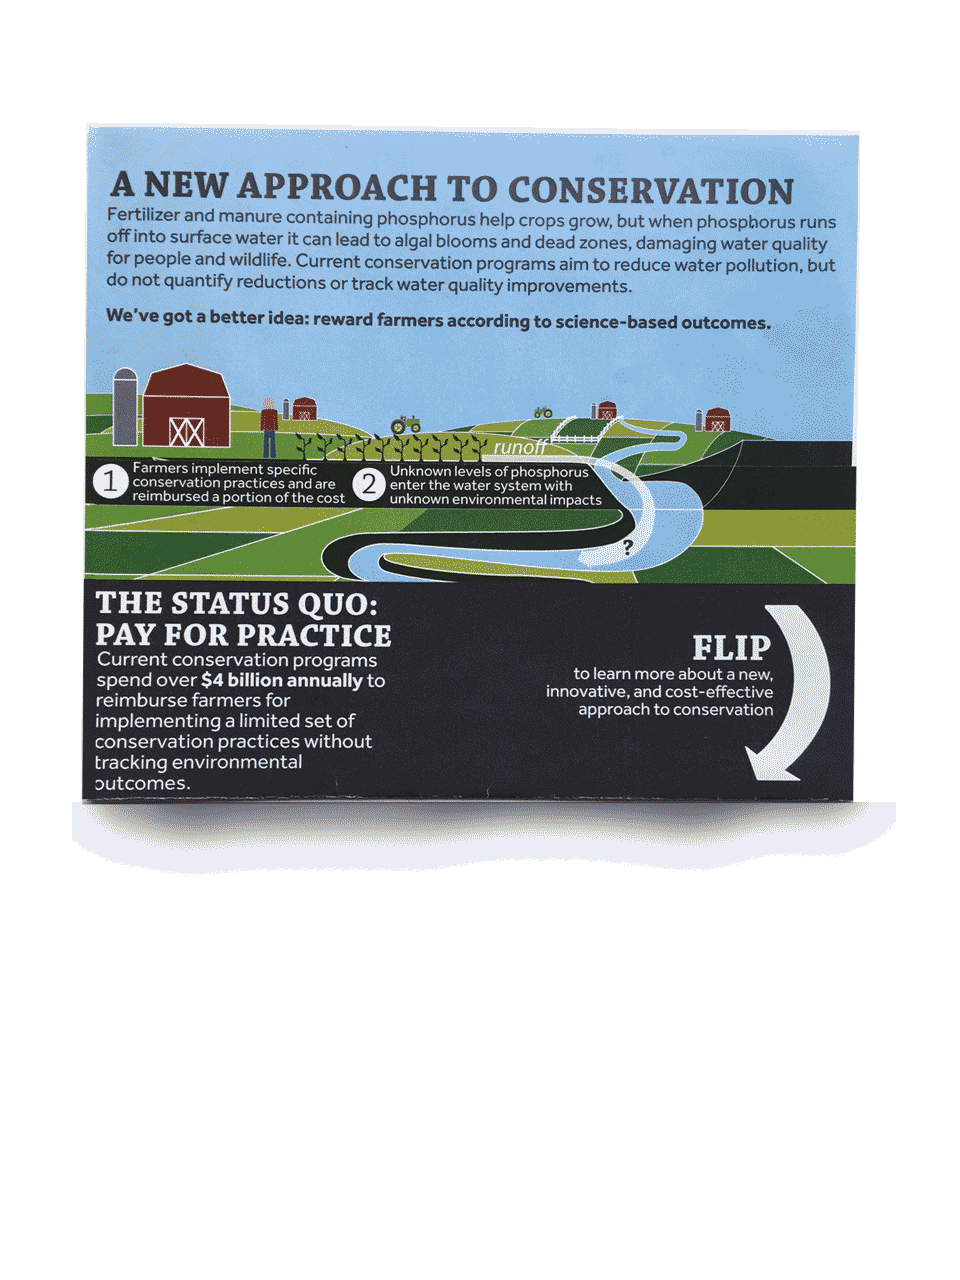 A NEW APPROACH TO CONSERVATION
Fertilizer and manure containing phosphorus help crops grow, but when phosphorus runs
off into surface water it can lead to algal blooms and dead zones, damaging water quality
for people and wildlife. Current conservation programs aim to reduce water pollution, but
do not quantify reductions or track water quality improvements.
We've got a better idea: reward farmers according to science-based outcomes.
runoff
1
Farmers implement specific
conservation practices and are
reimbursed a portion of the cost
2
Unknown levels of phosphorus
enter the water system with
unknown environmental impacts
?
THE STATUS QUO:
PAY FOR PRACTICE
Current conservation programs
spend over $4 billion annually to
reimburse farmers for
implementing a limited set of
conservation practices without
tracking environmental
outcomes.
FLIP
to learn more about a new,
innovative, and cost-effective
approach to conservation